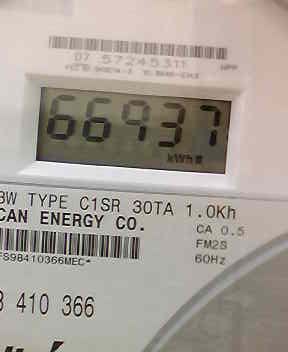 07 57245311
66937
kWh
3W TYPE C1SR 30TA 1.0Kh
CAN ENERGY CO.
CA 0.5
FM2S
FS98410366MEC*
60Hz
410 366